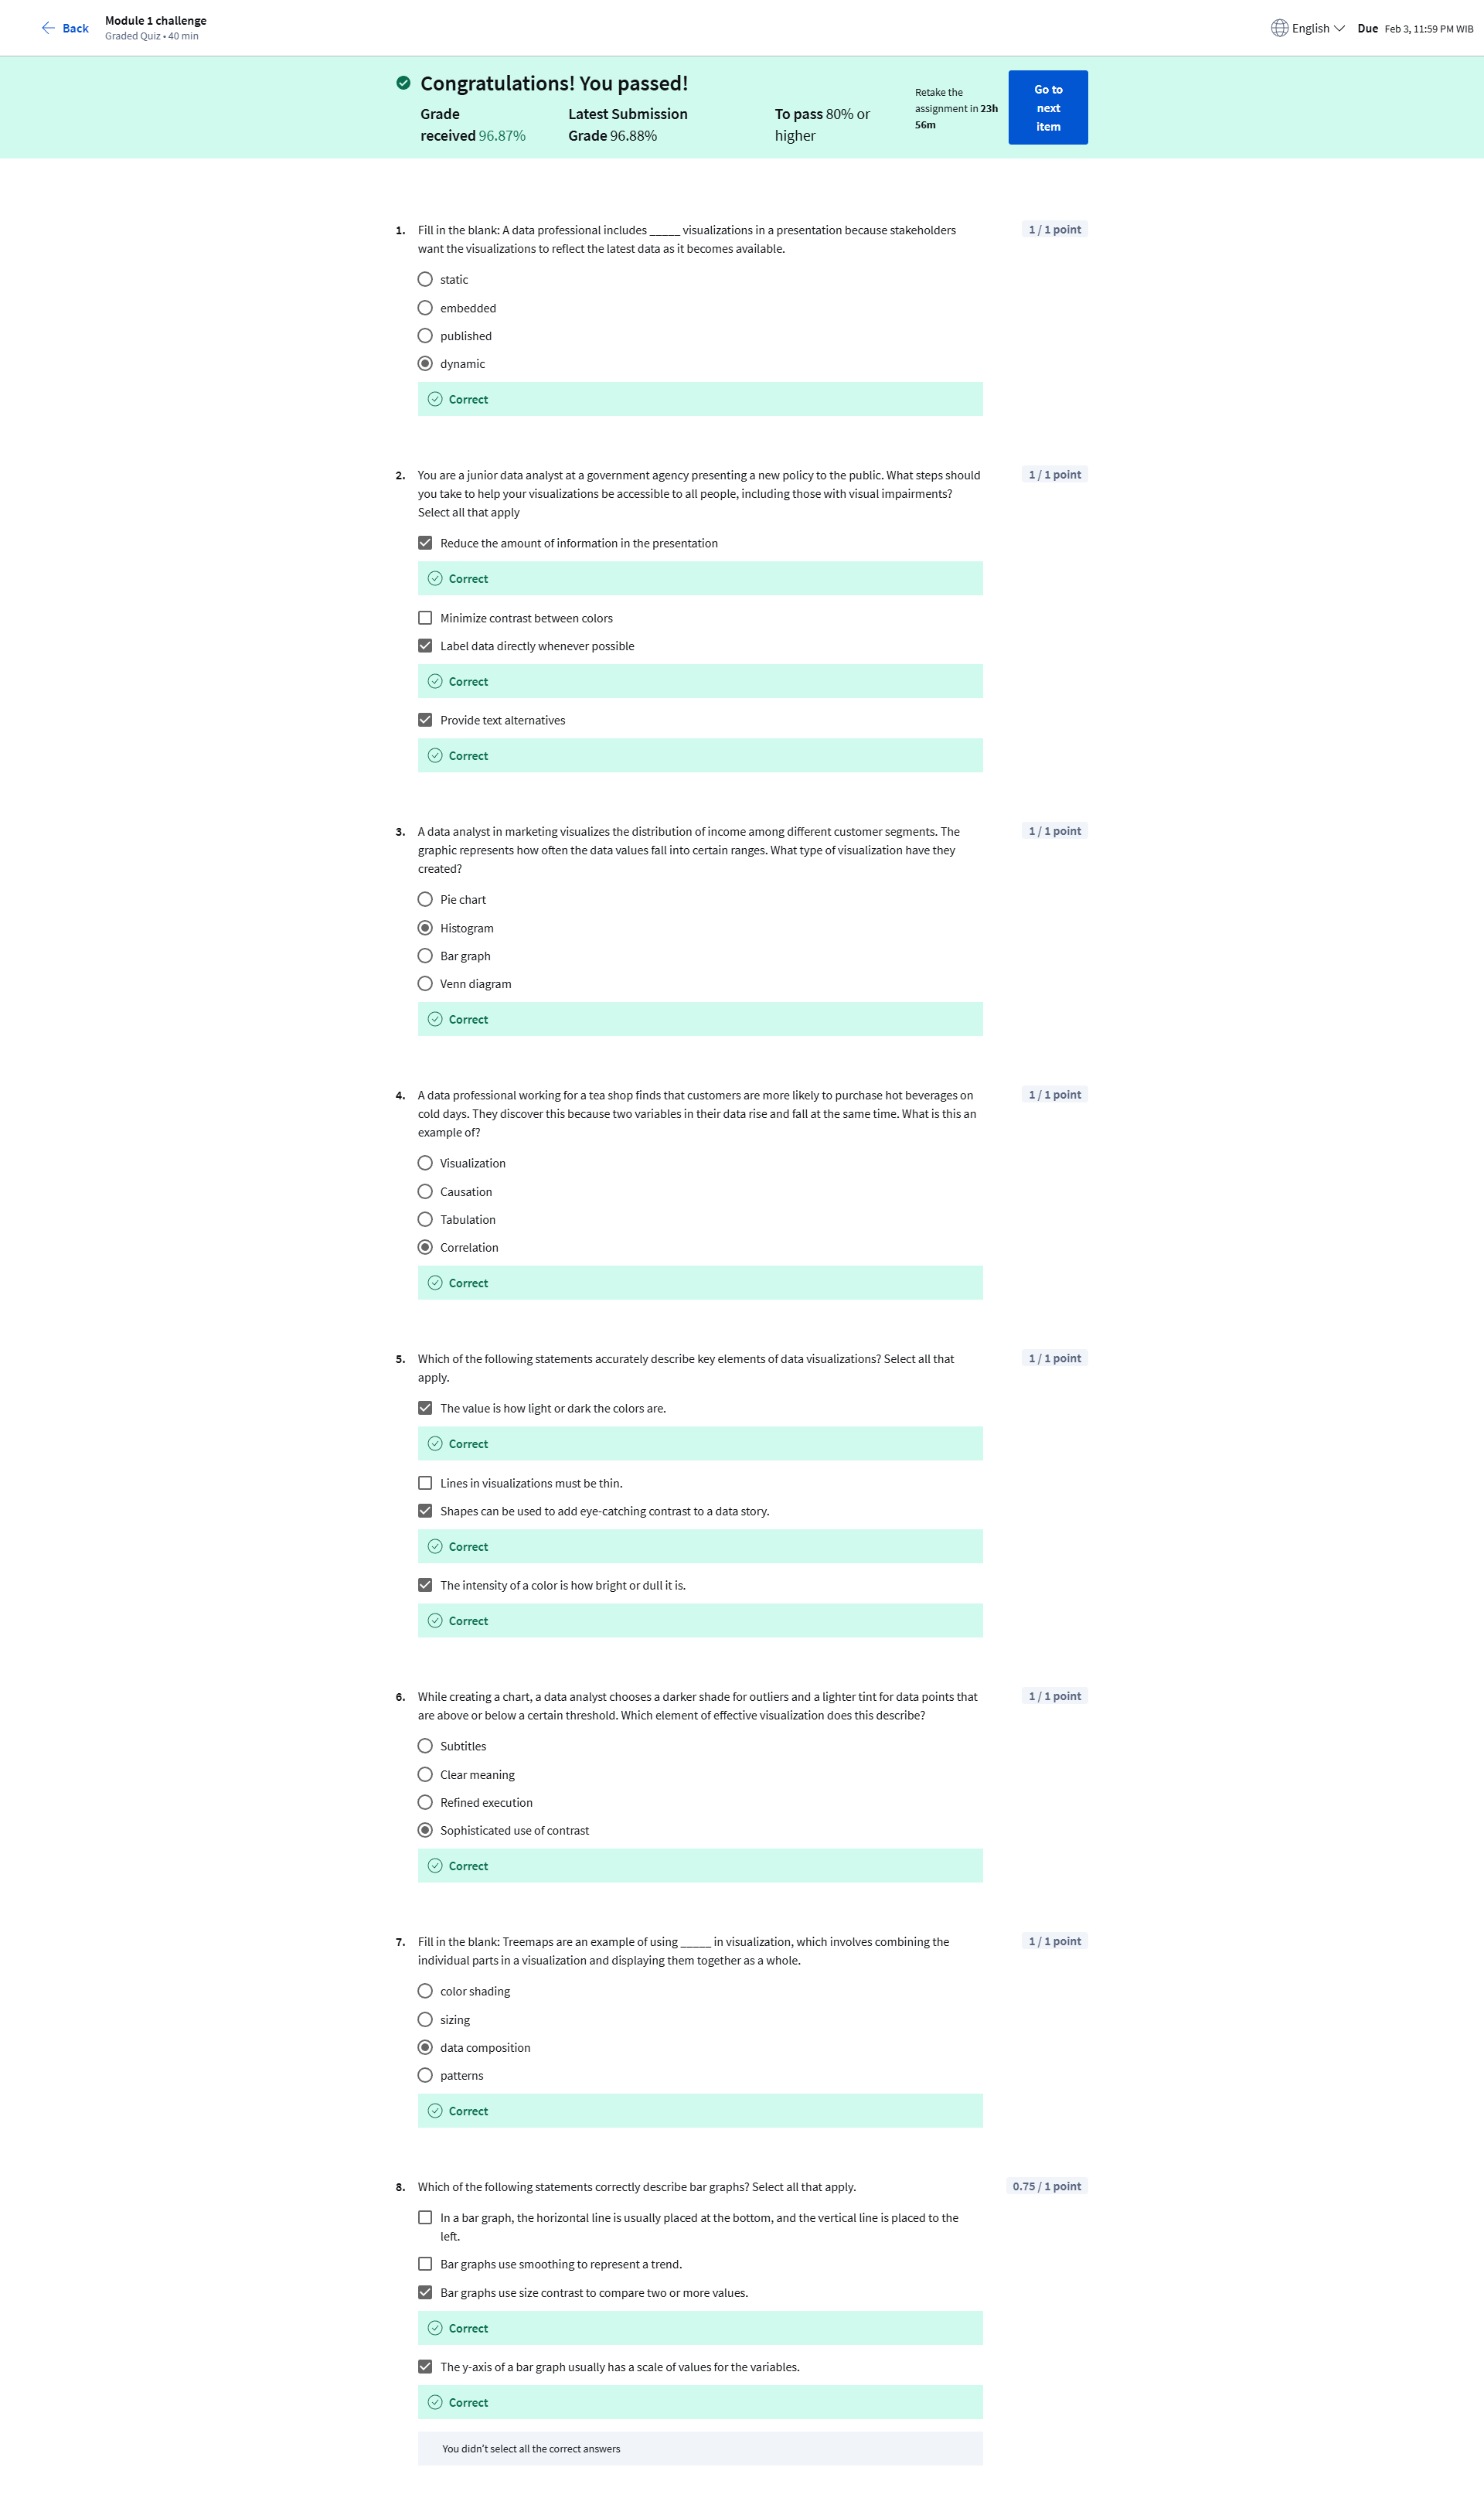 Back
Module 1 challenge
Graded Quiz • 40 min
English
Due Feb 3, 11:59 PM WIB
Congratulations! You passed!
Grade
received 96.87%
Latest Submission
Grade 96.88%
To pass 80% or
higher
Retake the
assignment in 23h
56m
Go to
next
item
1. Fill in the blank: A data professional includes _____ visualizations in a presentation because stakeholders
want the visualizations to reflect the latest data as it becomes available.
1 / 1 point
static
embedded
published
dynamic
Correct
2. You are a junior data analyst at a government agency presenting a new policy to the public. What steps should
you take to help your visualizations be accessible to all people, including those with visual impairments?
Select all that apply
1 / 1 point
Reduce the amount of information in the presentation
Correct
Minimize contrast between colors
Label data directly whenever possible
Correct
Provide text alternatives
Correct
3. A data analyst in marketing visualizes the distribution of income among different customer segments. The
graphic represents how often the data values fall into certain ranges. What type of visualization have they
created?
1 / 1 point
Pie chart
Histogram
Bar graph
Venn diagram
Correct
4. A data professional working for a tea shop finds that customers are more likely to purchase hot beverages on
cold days. They discover this because two variables in their data rise and fall at the same time. What is this an
example of?
1 / 1 point
Visualization
Causation
Tabulation
Correlation
Correct
5. Which of the following statements accurately describe key elements of data visualizations? Select all that
apply.
1 / 1 point
The value is how light or dark the colors are.
Correct
Lines in visualizations must be thin.
Shapes can be used to add eye-catching contrast to a data story.
Correct
The intensity of a color is how bright or dull it is.
Correct
6. While creating a chart, a data analyst chooses a darker shade for outliers and a lighter tint for data points that
are above or below a certain threshold. Which element of effective visualization does this describe?
1 / 1 point
Subtitles
Clear meaning
Refined execution
Sophisticated use of contrast
Correct
7. Fill in the blank: Treemaps are an example of using _____ in visualization, which involves combining the
individual parts in a visualization and displaying them together as a whole.
1 / 1 point
color shading
sizing
data composition
patterns
Correct
8. Which of the following statements correctly describe bar graphs? Select all that apply.
0.75 / 1 point
In a bar graph, the horizontal line is usually placed at the bottom, and the vertical line is placed to the
left.
Bar graphs use smoothing to represent a trend.
Bar graphs use size contrast to compare two or more values.
Correct
The y-axis of a bar graph usually has a scale of values for the variables.
Correct
You didn't select all the correct answers